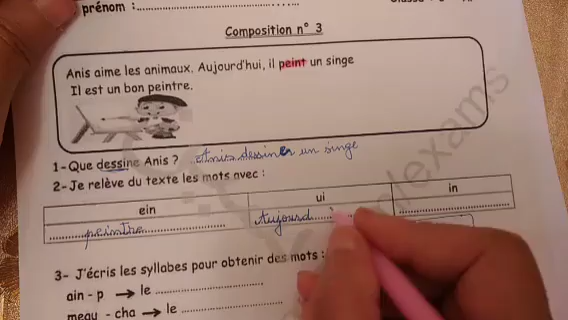 prénom :
Composition n° 3
Anis aime les animaux. Aujourd'hui, il peint un singe
Il est un bon peintre.
1-Que dessine Anis ? Anis dessiner un singe
2-Je relève du texte les mots avec :
ein ui in
peintre Aujourd
3- J'écris les syllabes pour obtenir des mots :
ain - p → le
meau - cha → le